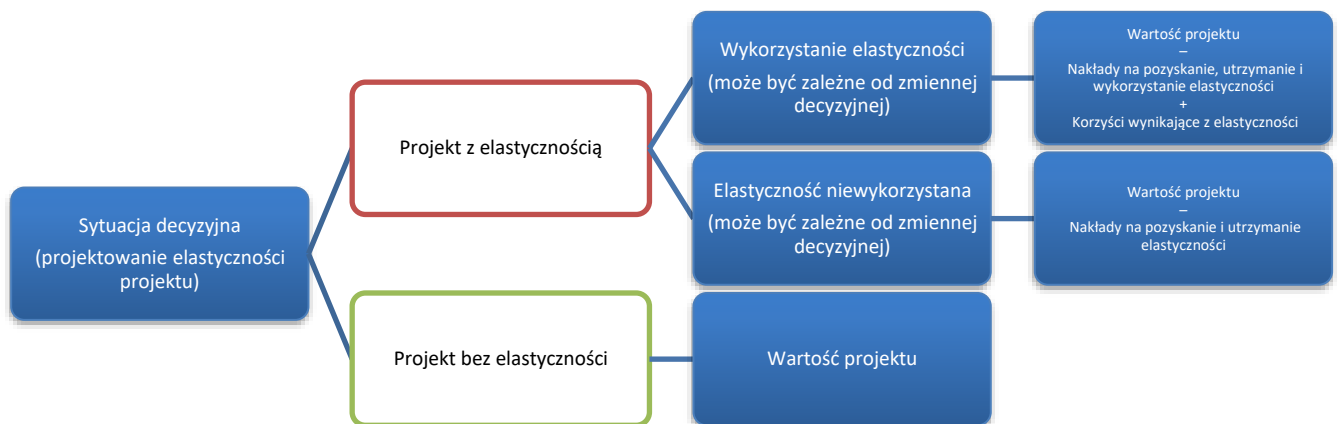 Sytuacja decyzyjna
(projektowanie elastyczności
projektu)
Projekt z elastycznością
Wykorzystanie elastyczności
(może być zależne od zmiennej
decyzyjnej)
Wartość projektu
–
Nakłady na pozyskanie, utrzymanie i
wykorzystanie elastyczności
+
Korzyści wynikające z elastyczności
Elastyczność niewykorzystana
(może być zależne od zmiennej
decyzyjnej)
Wartość projektu
–
Nakłady na pozyskanie i utrzymanie
elastyczności
Projekt bez elastyczności
Wartość projektu